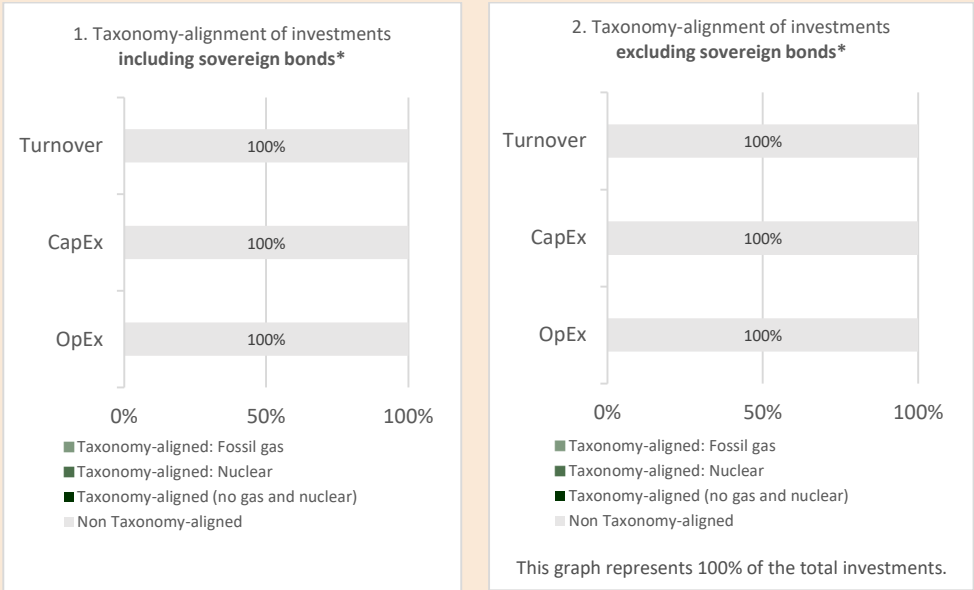 1. Taxonomy-alignment of investments
including sovereign bonds*
Turnover
100%
CapEx
100%
OpEx
100%
0%
50%
100%
Taxonomy-aligned: Fossil gas
Taxonomy-aligned: Nuclear
Taxonomy-aligned (no gas and nuclear)
Non Taxonomy-aligned
2. Taxonomy-alignment of investments
excluding sovereign bonds*
Turnover
100%
CapEx
100%
OpEx
100%
0%
50%
100%
Taxonomy-aligned: Fossil gas
Taxonomy-aligned: Nuclear
Taxonomy-aligned (no gas and nuclear)
Non Taxonomy-aligned
This graph represents 100% of the total investments.